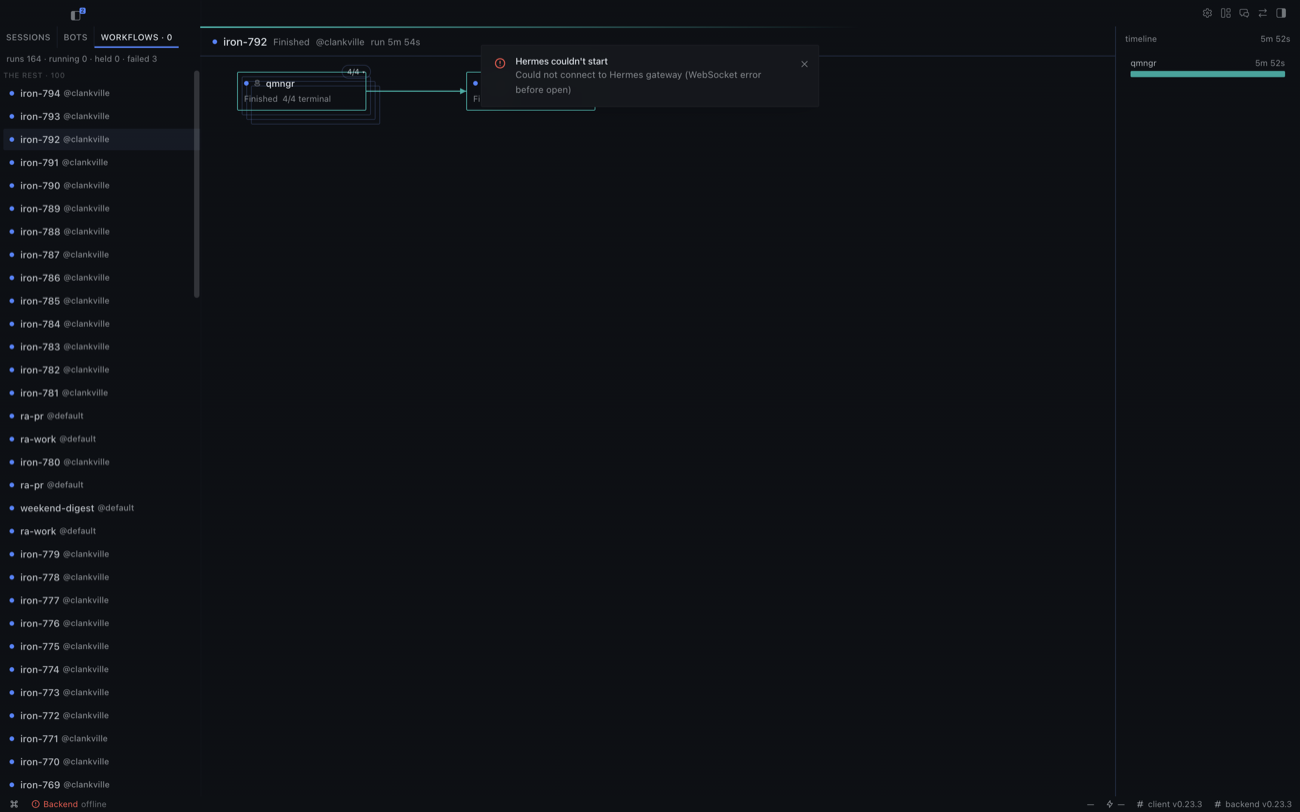 2
SESSIONS BOTS WORKFLOWS · 0
runs 164 · running 0 · held 0 · failed 3
THE REST · 100
iron-794 @clankville
iron-793 @clankville
iron-792 @clankville
iron-791 @clankville
iron-790 @clankville
iron-789 @clankville
iron-788 @clankville
iron-787 @clankville
iron-786 @clankville
iron-785 @clankville
iron-784 @clankville
iron-783 @clankville
iron-782 @clankville
iron-781 @clankville
ra-pr @default
ra-work @default
iron-780 @clankville
ra-pr @default
weekend-digest @default
ra-work @default
iron-779 @clankville
iron-778 @clankville
iron-777 @clankville
iron-776 @clankville
iron-775 @clankville
iron-774 @clankville
iron-773 @clankville
iron-772 @clankville
iron-771 @clankville
iron-770 @clankville
iron-769 @clankville
iron-792 Finished @clankville run 5m 54s
4/4
qmngr
Finished 4/4 terminal
Fi
Hermes couldn't start
Could not connect to Hermes gateway (WebSocket error
before open)
timeline 5m 52s
qmngr 5m 52s
Backend offline
— — # client v0.23.3 # backend v0.23.3